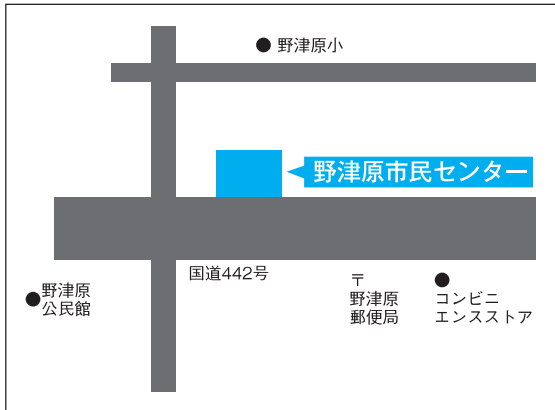 野津原小
野津原市民センター
国道442号
野津原
公民館
〒
野津原
郵便局
コンビニ
エンスストア